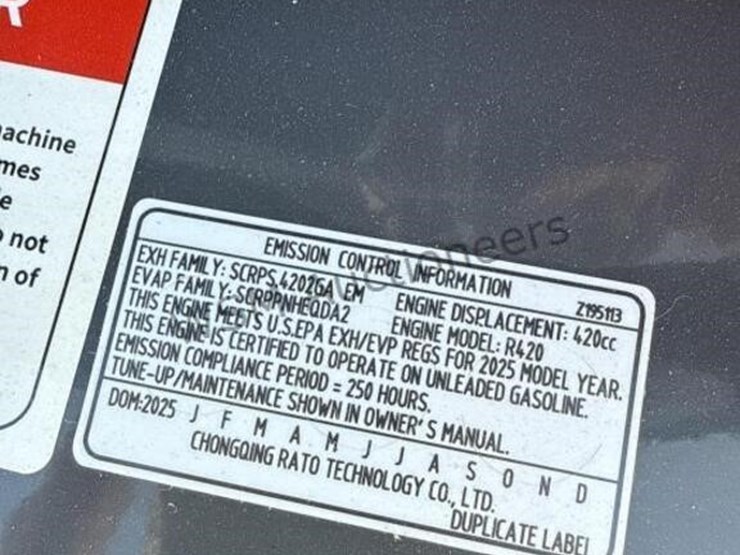 R
achine
mes
e
not
n of
EMISSION CONTROL INFORMATION
Z195113
EXH FAMILY: SCRPS.4202GA EM ENGINE DISPLACEMENT: 420cc
EVAP FAMILY: SCRPPNHEQDA2 ENGINE MODEL: R420
THIS ENGINE MEETS U.S.EPA EXH/EVP REGS FOR 2025 MODEL YEAR.
THIS ENGINE IS CERTIFIED TO OPERATE ON UNLEADED GASOLINE.
EMISSION COMPLIANCE PERIOD = 250 HOURS.
TUNE-UP/MAINTENANCE SHOWN IN OWNER'S MANUAL.
DOM:2025 J F M A M J J A S O N D
CHONGQING RATO TECHNOLOGY CO., LTD.
DUPLICATE LABEL